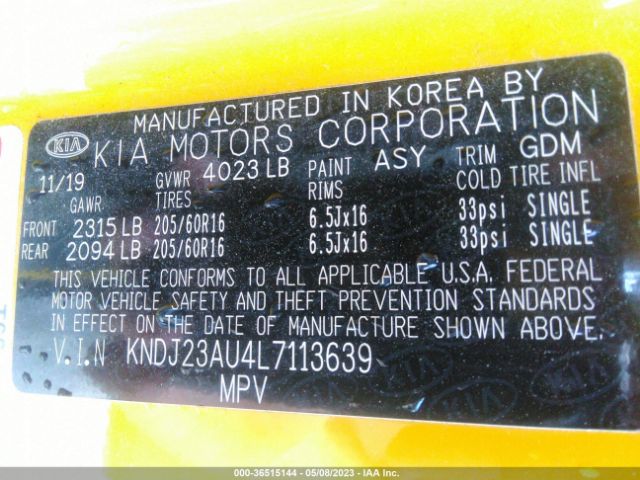 MANUFACTURED IN KOREA BY
KIA KIA MOTORS CORPORATION
11/19 GVWR 4023 LB PAINT ASY TRIM GDM
GAWR TIRES RIMS COLD TIRE INFL
FRONT 2315 LB 205/60R16 6.5Jx16 33psi SINGLE
REAR 2094 LB 205/60R16 6.5Jx16 33psi SINGLE
THIS VEHICLE CONFORMS TO ALL APPLICABLE U.S.A. FEDERAL
MOTOR VEHICLE SAFETY AND THEFT PREVENTION STANDARDS
IN EFFECT ON THE DATE OF MANUFACTURE SHOWN ABOVE.
V.I.N KNDJ23AU4L7113639
MPV
000-36515144 - 05/08/2023 - IAA Inc.